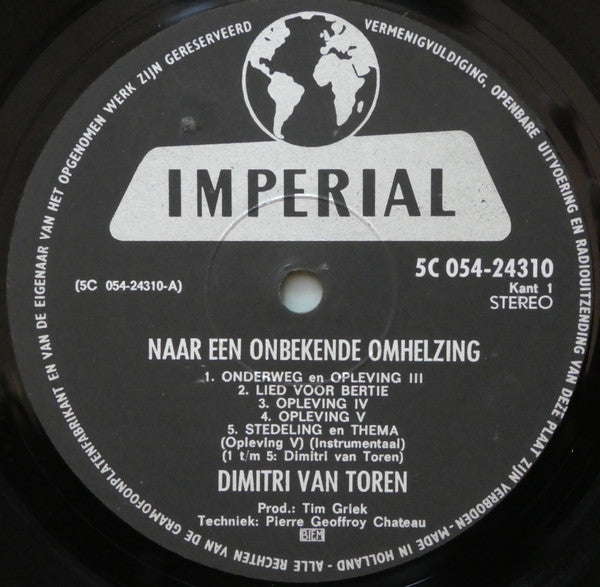 ALLE RECHTEN VAN DE GRAMOFOONPLATENFABRIKANT EN VAN DE EIGENAAR VAN HET OPGENOMEN WERK ZIJN GERESERVEERD
VERMENIGVULDIGING, OPENBARE UITVOERING EN RADIOUITZENDING VAN DEZE PLAAT ZIJN VERBODEN - MADE IN HOLLAND -
IMPERIAL
5C 054-24310
(5C 054-24310-A)
Kant 1
STEREO
NAAR EEN ONBEKENDE OMHELZING
1. ONDERWEG en OPLEVING III
2. LIED VOOR BERTIE
3. OPLEVING IV
4. OPLEVING V
5. STEDELING en THEMA
(Opleving V) (Instrumentaal)
(1 t/m 5: Dimitri van Toren)
DIMITRI VAN TOREN
Prod.: Tim Griek
Techniek: Pierre Geoffroy Chateau
BIEM